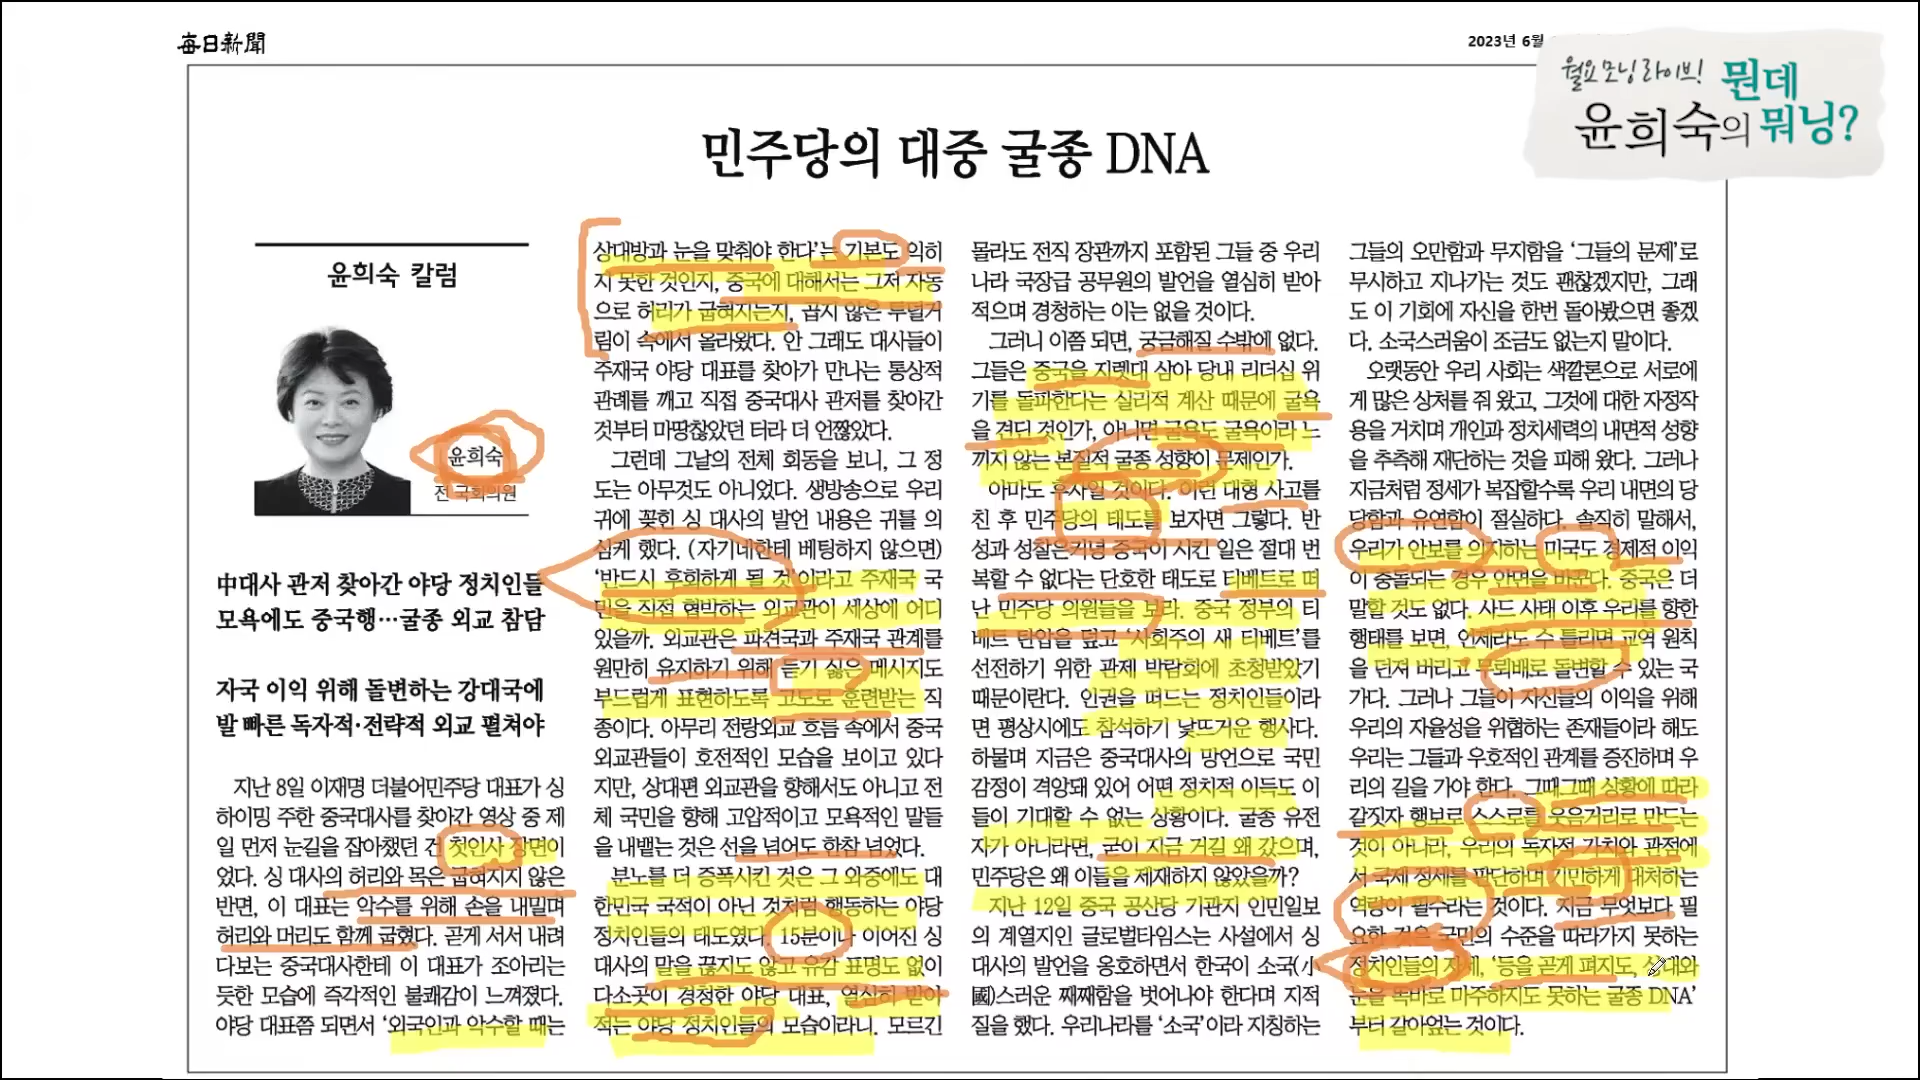 每日新聞
2023년 6월
월요모닝라이브!
뭔데
윤희숙의 뭐닝?
민주당의 대중 굴종 DNA
윤희숙 칼럼
윤희숙
전 국회의원
中대사 관저 찾아간 야당 정치인들
모욕에도 중국행…굴종 외교 참담
자국 이익 위해 돌변하는 강대국에
발 빠른 독자적·전략적 외교 펼쳐야
지난 8일 이재명 더불어민주당 대표가 싱
하이밍 주한 중국대사를 찾아간 영상 중 제
일 먼저 눈길을 잡아챘던 건 첫인사 장면이
었다. 싱 대사의 허리와 목은 굽혀지지 않은
반면, 이 대표는 악수를 위해 손을 내밀며
허리와 머리도 함께 굽혔다. 곧게 서서 내려
다보는 중국대사한테 이 대표가 조아리는
듯한 모습에 즉각적인 불쾌감이 느껴졌다.
야당 대표쯤 되면서 ‘외국인과 악수할 때는
상대방과 눈을 맞춰야 한다’는 기본도 익히
지 못한 것인지, 중국에 대해서는 그저 자동
으로 허리가 굽혀지는지, 곱지 않은 투덜거
림이 속에서 올라왔다. 안 그래도 대사들이
주재국 야당 대표를 찾아가 만나는 통상적
관례를 깨고 직접 중국대사 관저를 찾아간
것부터 마땅찮았던 터라 더 언짢았다.
그런데 그날의 전체 회동을 보니, 그 정
도는 아무것도 아니었다. 생방송으로 우리
귀에 꽂힌 싱 대사의 발언 내용은 귀를 의
심케 했다. (자기네한테 베팅하지 않으면)
‘반드시 후회하게 될 것’이라고 주재국 국
민을 직접 협박하는 외교관이 세상에 어디
있을까. 외교관은 파견국과 주재국 관계를
원만히 유지하기 위해 듣기 싫은 메시지도
부드럽게 표현하도록 고도로 훈련받는 직
종이다. 아무리 전랑외교 흐름 속에서 중국
외교관들이 호전적인 모습을 보이고 있다
지만, 상대편 외교관을 향해서도 아니고 전
체 국민을 향해 고압적이고 모욕적인 말들
을 내뱉는 것은 선을 넘어도 한참 넘었다.
분노를 더 증폭시킨 것은 그 와중에도 대
한민국 국적이 아닌 것처럼 행동하는 야당
정치인들의 태도였다. 15분이나 이어진 싱
대사의 말을 끊지도 않고 유감 표명도 없이
다소곳이 경청한 야당 대표, 열심히 받아
적는 야당 정치인들의 모습이라니. 모르긴
몰라도 전직 장관까지 포함된 그들 중 우리
나라 국장급 공무원의 발언을 열심히 받아
적으며 경청하는 이는 없을 것이다.
그러니 이쯤 되면, 궁금해질 수밖에 없다.
그들은 중국을 지렛대 삼아 당내 리더십 위
기를 돌파한다는 실리적 계산 때문에 굴욕
을 견딘 것인가, 아니면 굴욕도 굴욕이라 느
끼지 않는 본질적 굴종 성향이 문제인가.
아마도 후자일 것이다. 이런 대형 사고를
친 후 민주당의 태도를 보자면 그렇다. 반
성과 성찰은커녕 중국이 시킨 일은 절대 번
복할 수 없다는 단호한 태도로 티베트로 떠
난 민주당 의원들을 보라. 중국 정부의 티
베트 탄압을 덮고 ‘사회주의 새 티베트’를
선전하기 위한 관제 박람회에 초청받았기
때문이란다. 인권을 떠드는 정치인들이라
면 평상시에도 참석하기 낯뜨거운 행사다.
하물며 지금은 중국대사의 망언으로 국민
감정이 격앙돼 있어 어떤 정치적 이득도 이
들이 기대할 수 없는 상황이다. 굴종 유전
자가 아니라면, 굳이 지금 거길 왜 갔으며,
민주당은 왜 이들을 제재하지 않았을까?
지난 12일 중국 공산당 기관지 인민일보
의 계열지인 글로벌타임스는 사설에서 싱
대사의 발언을 옹호하면서 한국이 소국(小
國)스러운 째째함을 벗어나야 한다며 지적
질을 했다. 우리나라를 ‘소국’이라 지칭하는
그들의 오만함과 무지함을 ‘그들의 문제’로
무시하고 지나가는 것도 괜찮겠지만, 그래
도 이 기회에 자신을 한번 돌아봤으면 좋겠
다. 소국스러움이 조금도 없는지 말이다.
오랫동안 우리 사회는 색깔론으로 서로에
게 많은 상처를 줘 왔고, 그것에 대한 자정작
용을 거치며 개인과 정치세력의 내면적 성향
을 추측해 재단하는 것을 피해 왔다. 그러나
지금처럼 정세가 복잡할수록 우리 내면의 당
당함과 유연함이 절실하다. 솔직히 말해서,
우리가 안보를 의지하는 미국도 경제적 이익
이 충돌되는 경우 안면을 바꾼다. 중국은 더
말할 것도 없다. 사드 사태 이후 우리를 향한
행태를 보면, 언제라도 수 틀리면 교역 원칙
을 던져 버리고 무뢰배로 돌변할 수 있는 국
가다. 그러나 그들이 자신들의 이익을 위해
우리의 자율성을 위협하는 존재들이라 해도
우리는 그들과 우호적인 관계를 증진하며 우
리의 길을 가야 한다. 그때그때 상황에 따라
갈짓자 행보로 스스로를 웃음거리로 만드는
것이 아니라, 우리의 독자적 가치와 관점에
서 국제 정세를 판단하며 기민하게 대처하는
역량이 필수라는 것이다. 지금 무엇보다 필
요한 것은 국민의 수준을 따라가지 못하는
정치인들의 자세, ‘등을 곧게 펴지도, 상대와
눈을 똑바로 마주하지도 못하는 굴종 DNA’
부터 갈아엎는 것이다.